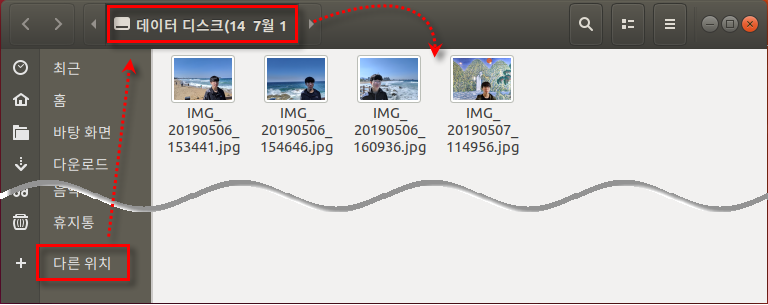 데이터 디스크(14 7월 1
최근
홈
바탕 화면
다운로드
휴지통
다른 위치
IMG_
20190506_
153441.jpg
IMG_
20190506_
154646.jpg
IMG_
20190506_
160936.jpg
IMG_
20190507_
114956.jpg